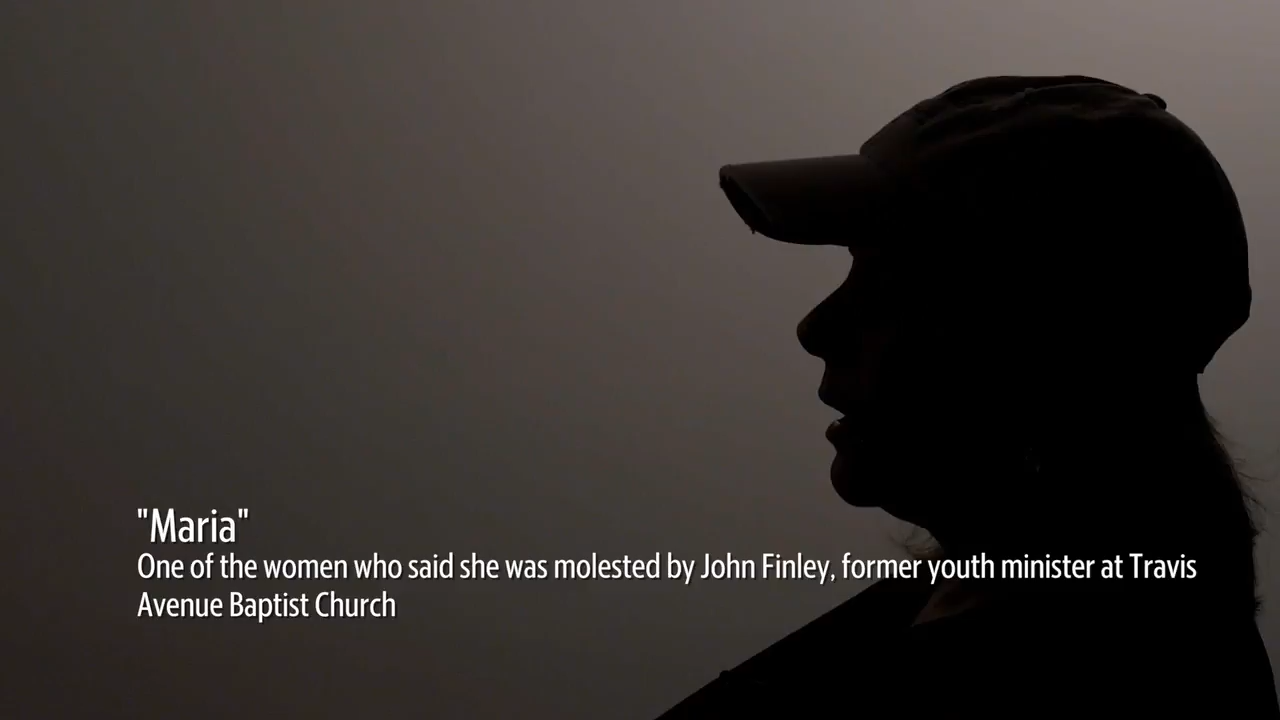 "Maria"
One of the women who said she was molested by John Finley, former youth minister at Travis
Avenue Baptist Church